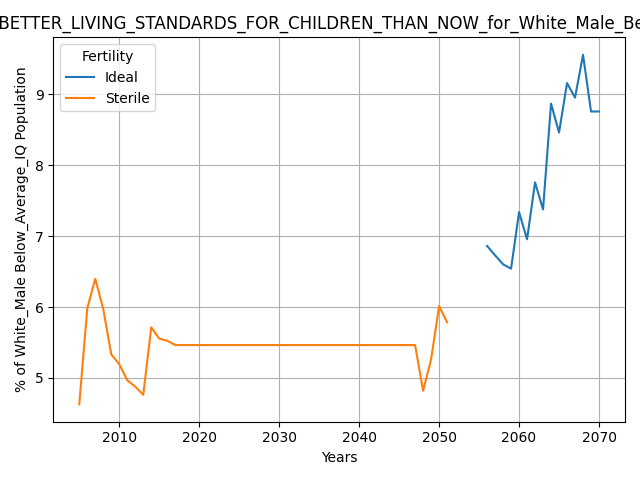 BETTER_LIVING_STANDARDS_FOR_CHILDREN_THAN_NOW_for_White_Male_Be
Fertility
Ideal
Sterile
% of White_Male Below_Average_IQ Population
9
8
7
6
5
2010 2020 2030 2040 2050 2060 2070
Years